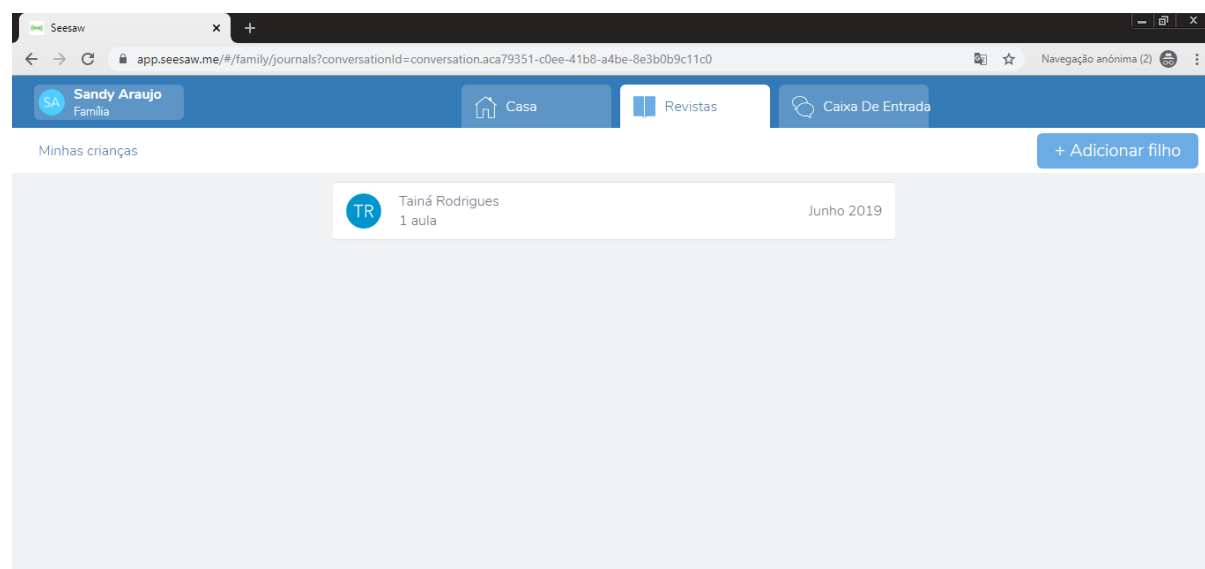 Seesaw
app.seesaw.me/#/family/journals?conversationId=conversation.aca79351-c0ee-41b8-a4be-8e3b0b9c11c0
Navegação anónima (2)
SA
Sandy Araujo
Família
Casa
Revistas
Caixa De Entrada
Minhas crianças
+ Adicionar filho
TR
Tainá Rodrigues
1 aula
Junho 2019